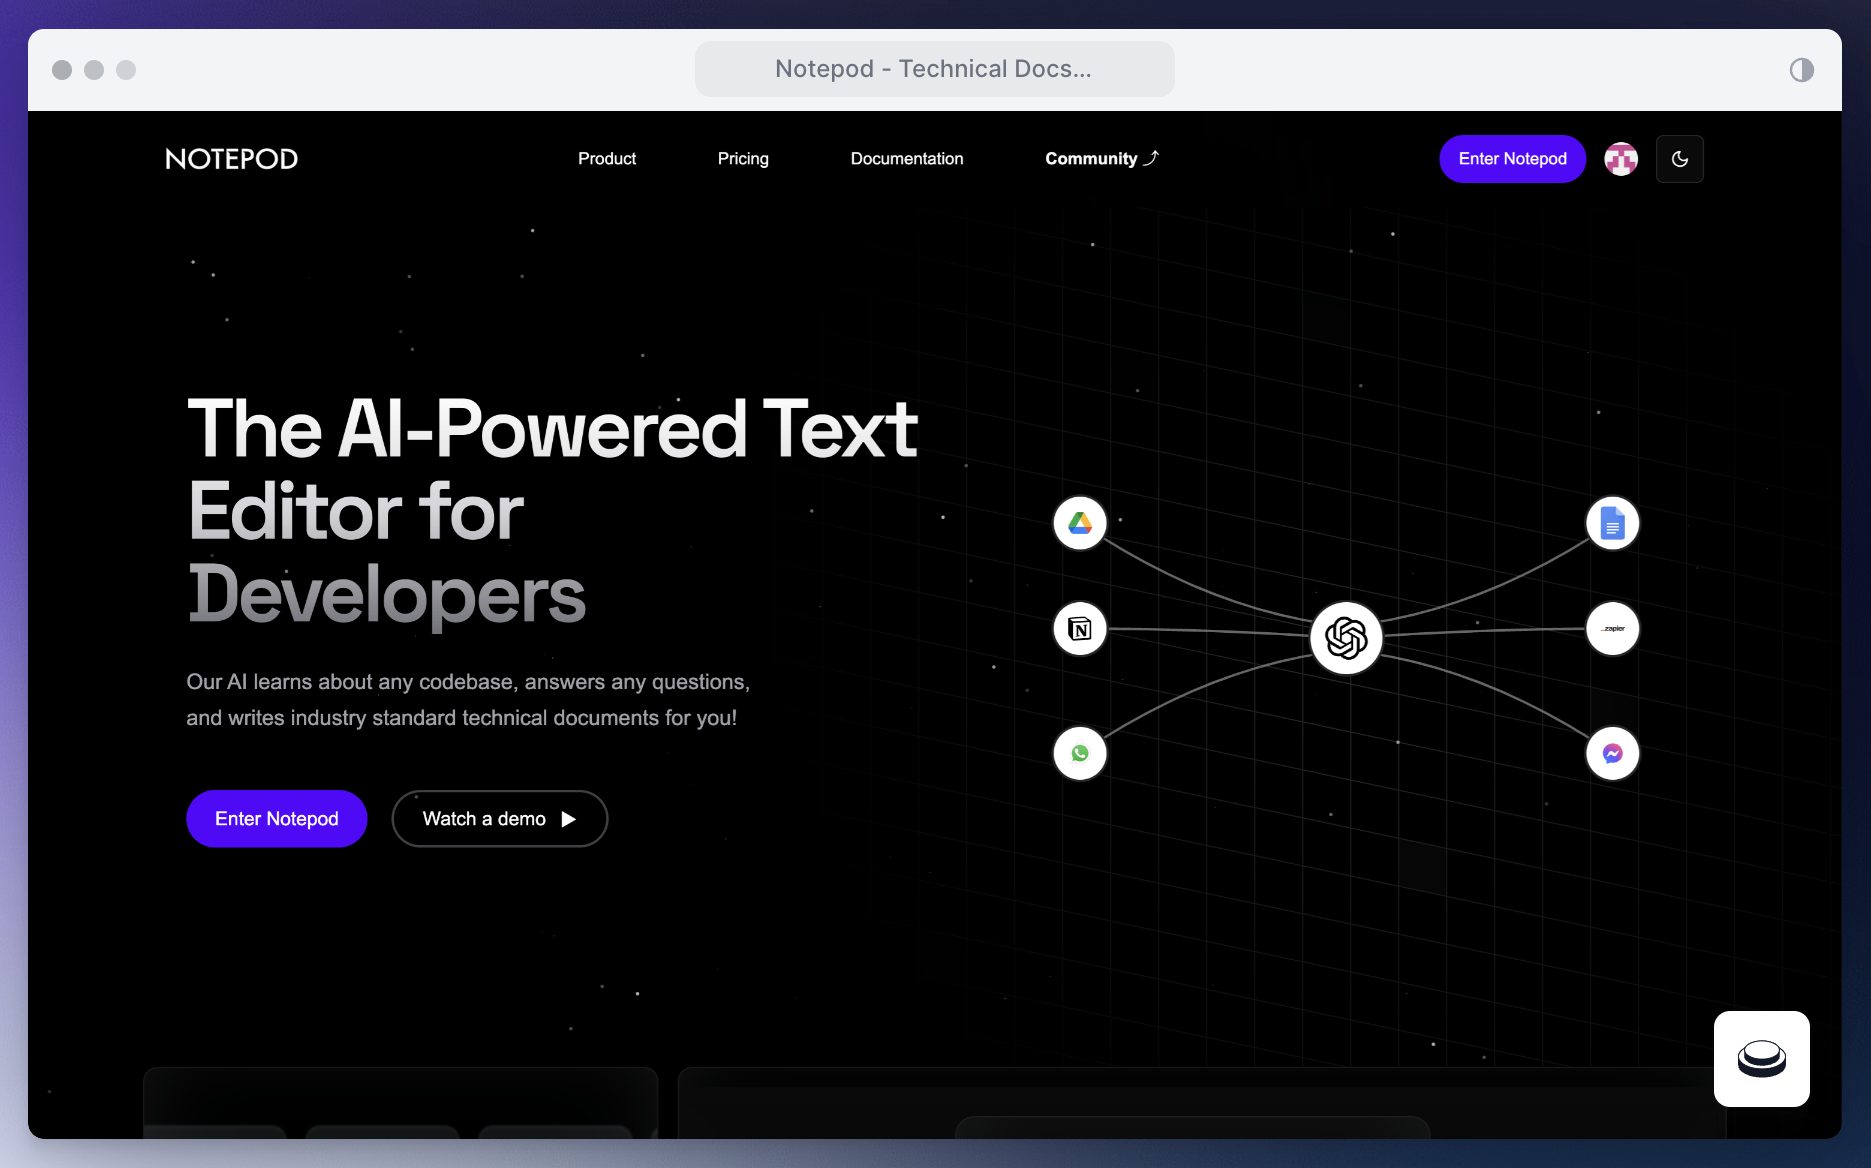 Notepod - Technical Docs...
NOTEPOD
Product
Pricing
Documentation
Community
Enter Notepod
The AI-Powered Text
Editor for
Developers
Our AI learns about any codebase, answers any questions,
and writes industry standard technical documents for you!
Enter Notepod
Watch a demo
N
_zapier